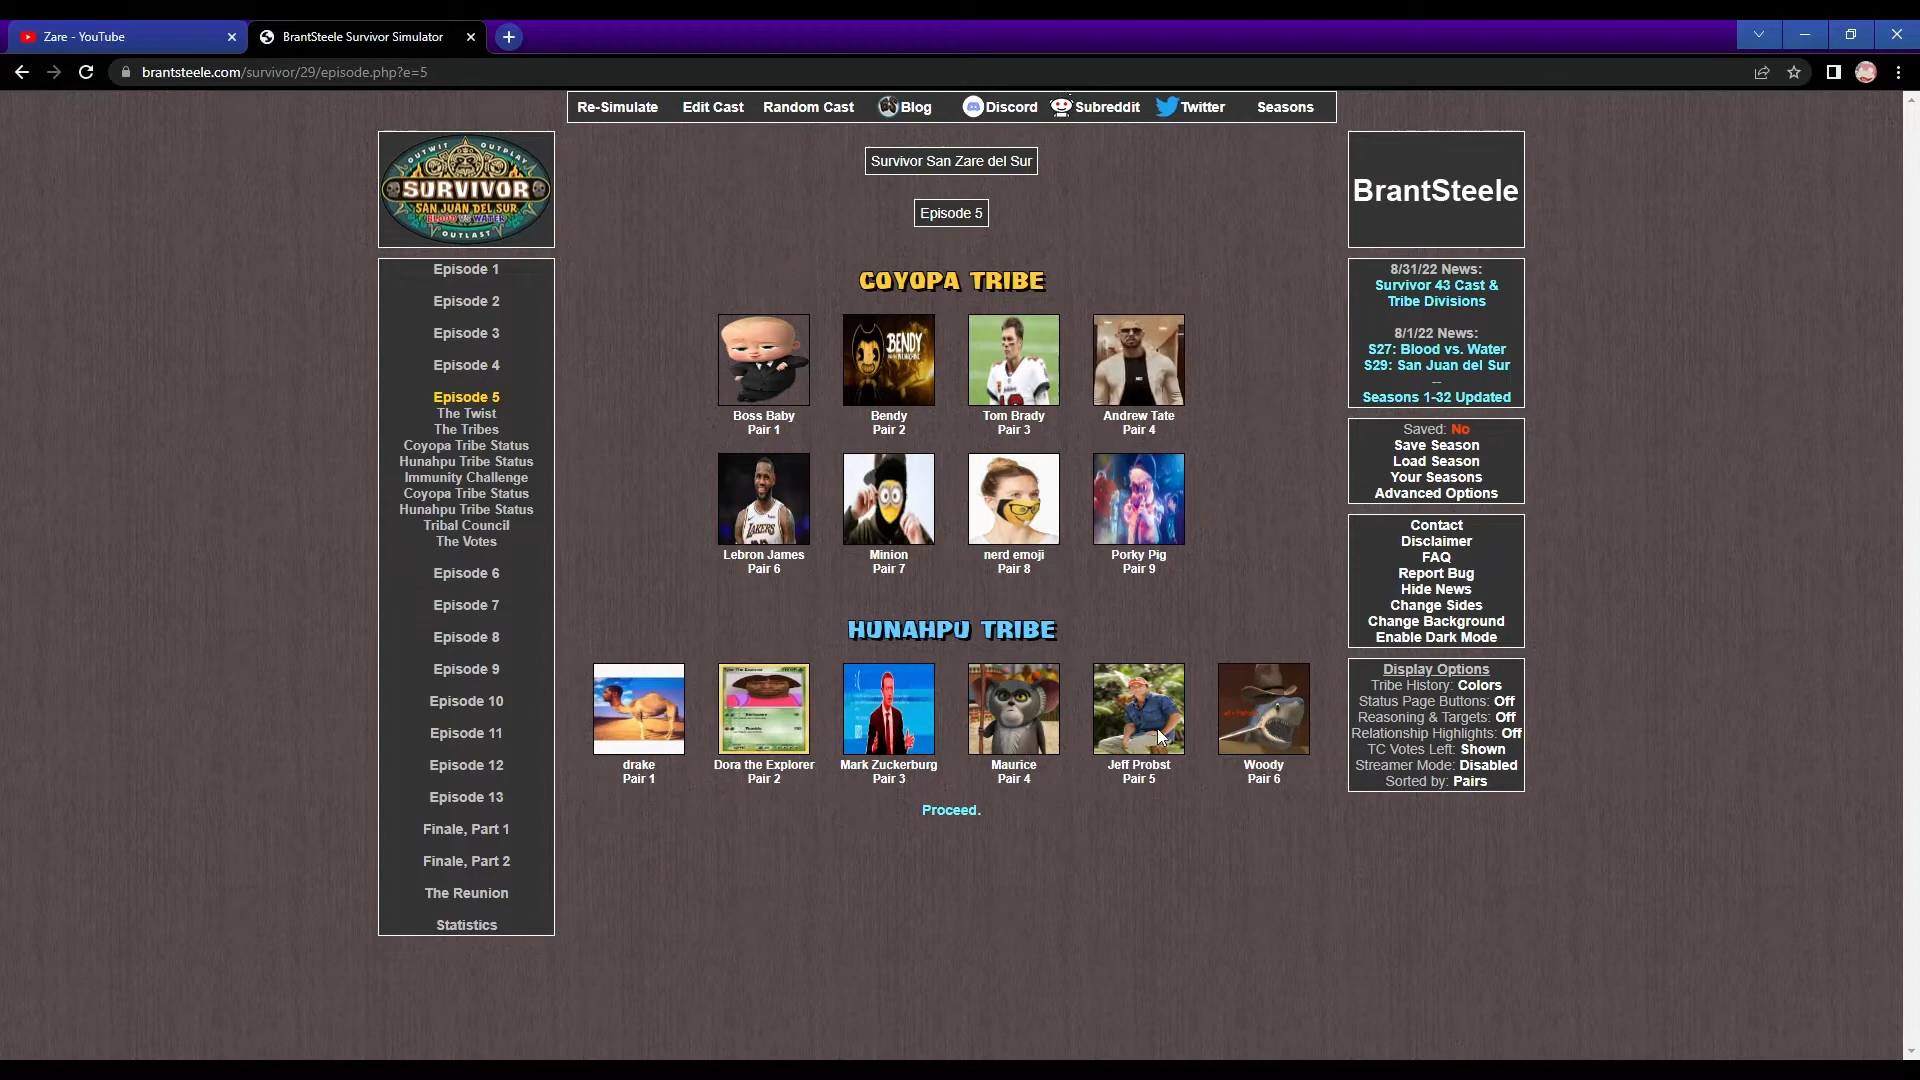 Zare - YouTube
BrantSteele Survivor Simulator
brantsteele.com/survivor/29/episode.php?e=5
Re-Simulate
Edit Cast
Random Cast
Blog
Discord
Subreddit
Twitter
Seasons
OUTWIT OUTPLAY
SURVIVOR
SAN JUAN DEL SUR
BLOOD VS WATER
OUTLAST
Episode 1
Episode 2
Episode 3
Episode 4
Episode 5
The Twist
The Tribes
Coyopa Tribe Status
Hunahpu Tribe Status
Immunity Challenge
Coyopa Tribe Status
Hunahpu Tribe Status
Tribal Council
The Votes
Episode 6
Episode 7
Episode 8
Episode 9
Episode 10
Episode 11
Episode 12
Episode 13
Finale, Part 1
Finale, Part 2
The Reunion
Statistics
Survivor San Zare del Sur
Episode 5
COYOPA TRIBE
BENDY
Boss Baby
Pair 1
Bendy
Pair 2
Tom Brady
Pair 3
Andrew Tate
Pair 4
LAKERS
Lebron James
Pair 6
Minion
Pair 7
nerd emoji
Pair 8
Porky Pig
Pair 9
HUNAHPU TRIBE
drake
Pair 1
Dora the Explorer
Pair 2
Mark Zuckerburg
Pair 3
Maurice
Pair 4
Jeff Probst
Pair 5
Woody
Pair 6
Proceed.
BrantSteele
8/31/22 News:
Survivor 43 Cast &
Tribe Divisions
8/1/22 News:
S27: Blood vs. Water
S29: San Juan del Sur
--
Seasons 1-32 Updated
Saved: No
Save Season
Load Season
Your Seasons
Advanced Options
Contact
Disclaimer
FAQ
Report Bug
Hide News
Change Sides
Change Background
Enable Dark Mode
Display Options
Tribe History: Colors
Status Page Buttons: Off
Reasoning & Targets: Off
Relationship Highlights: Off
TC Votes Left: Shown
Streamer Mode: Disabled
Sorted by: Pairs